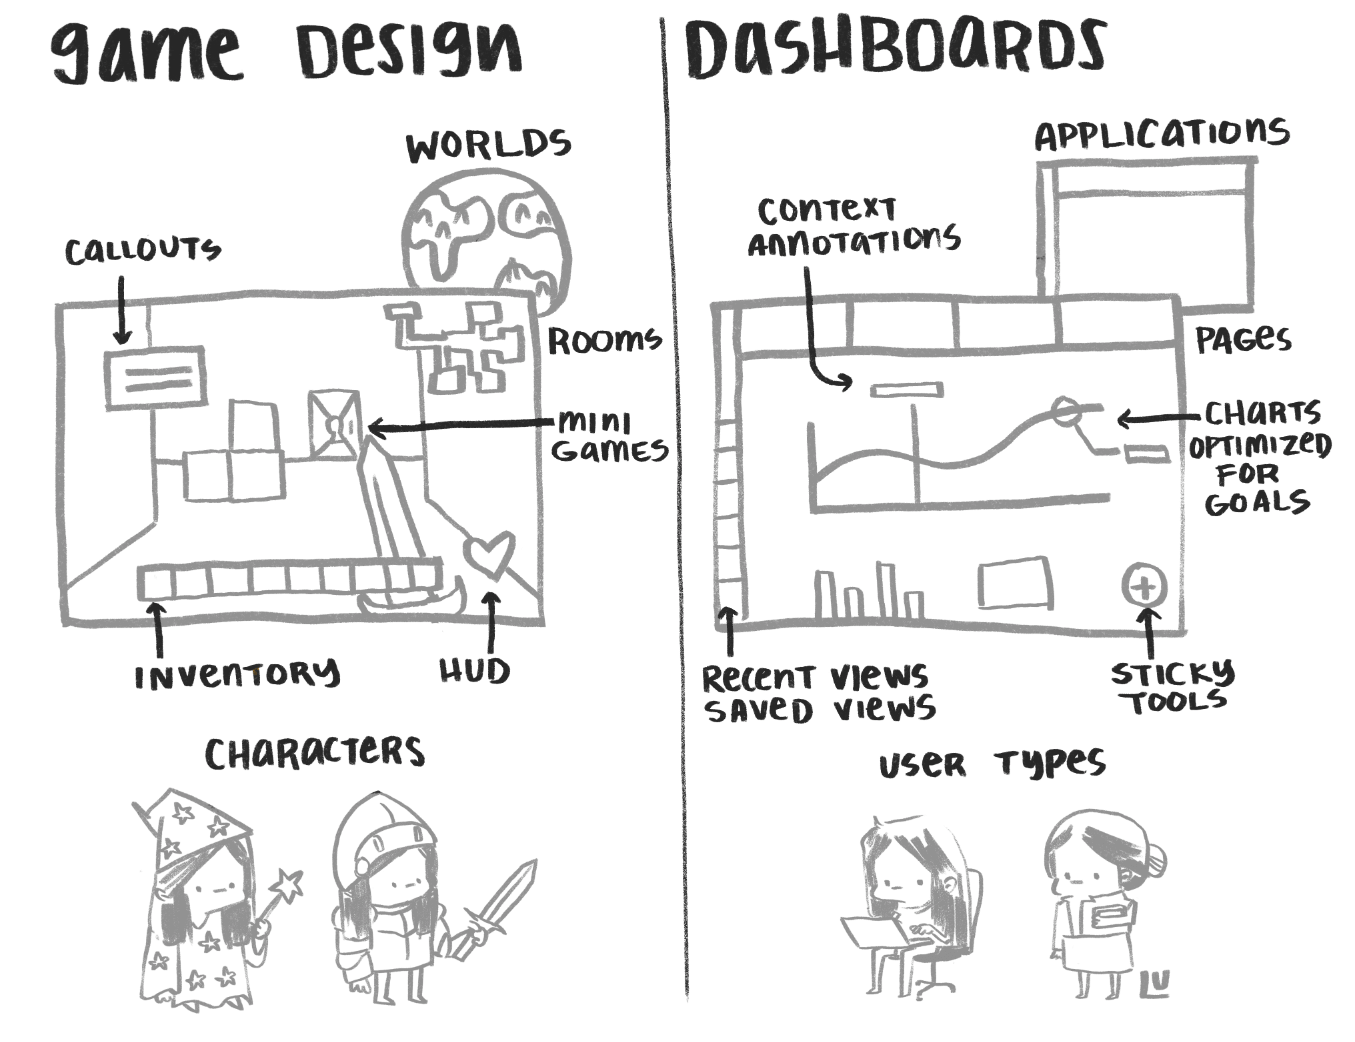 game Design
WORLDS
CALLOUTS
ROOMS
MINI
GAMES
INVENTORY
HUD
CHARACTERS
DASHBOARDS
APPLICATIONS
CONTEXT
ANNOTATIONS
PAGES
CHARTS
OPTIMIZED
FOR
GOALS
RECENT VIEWS
SAVED VIEWS
STICKY
TOOLS
USER TYPES
LU